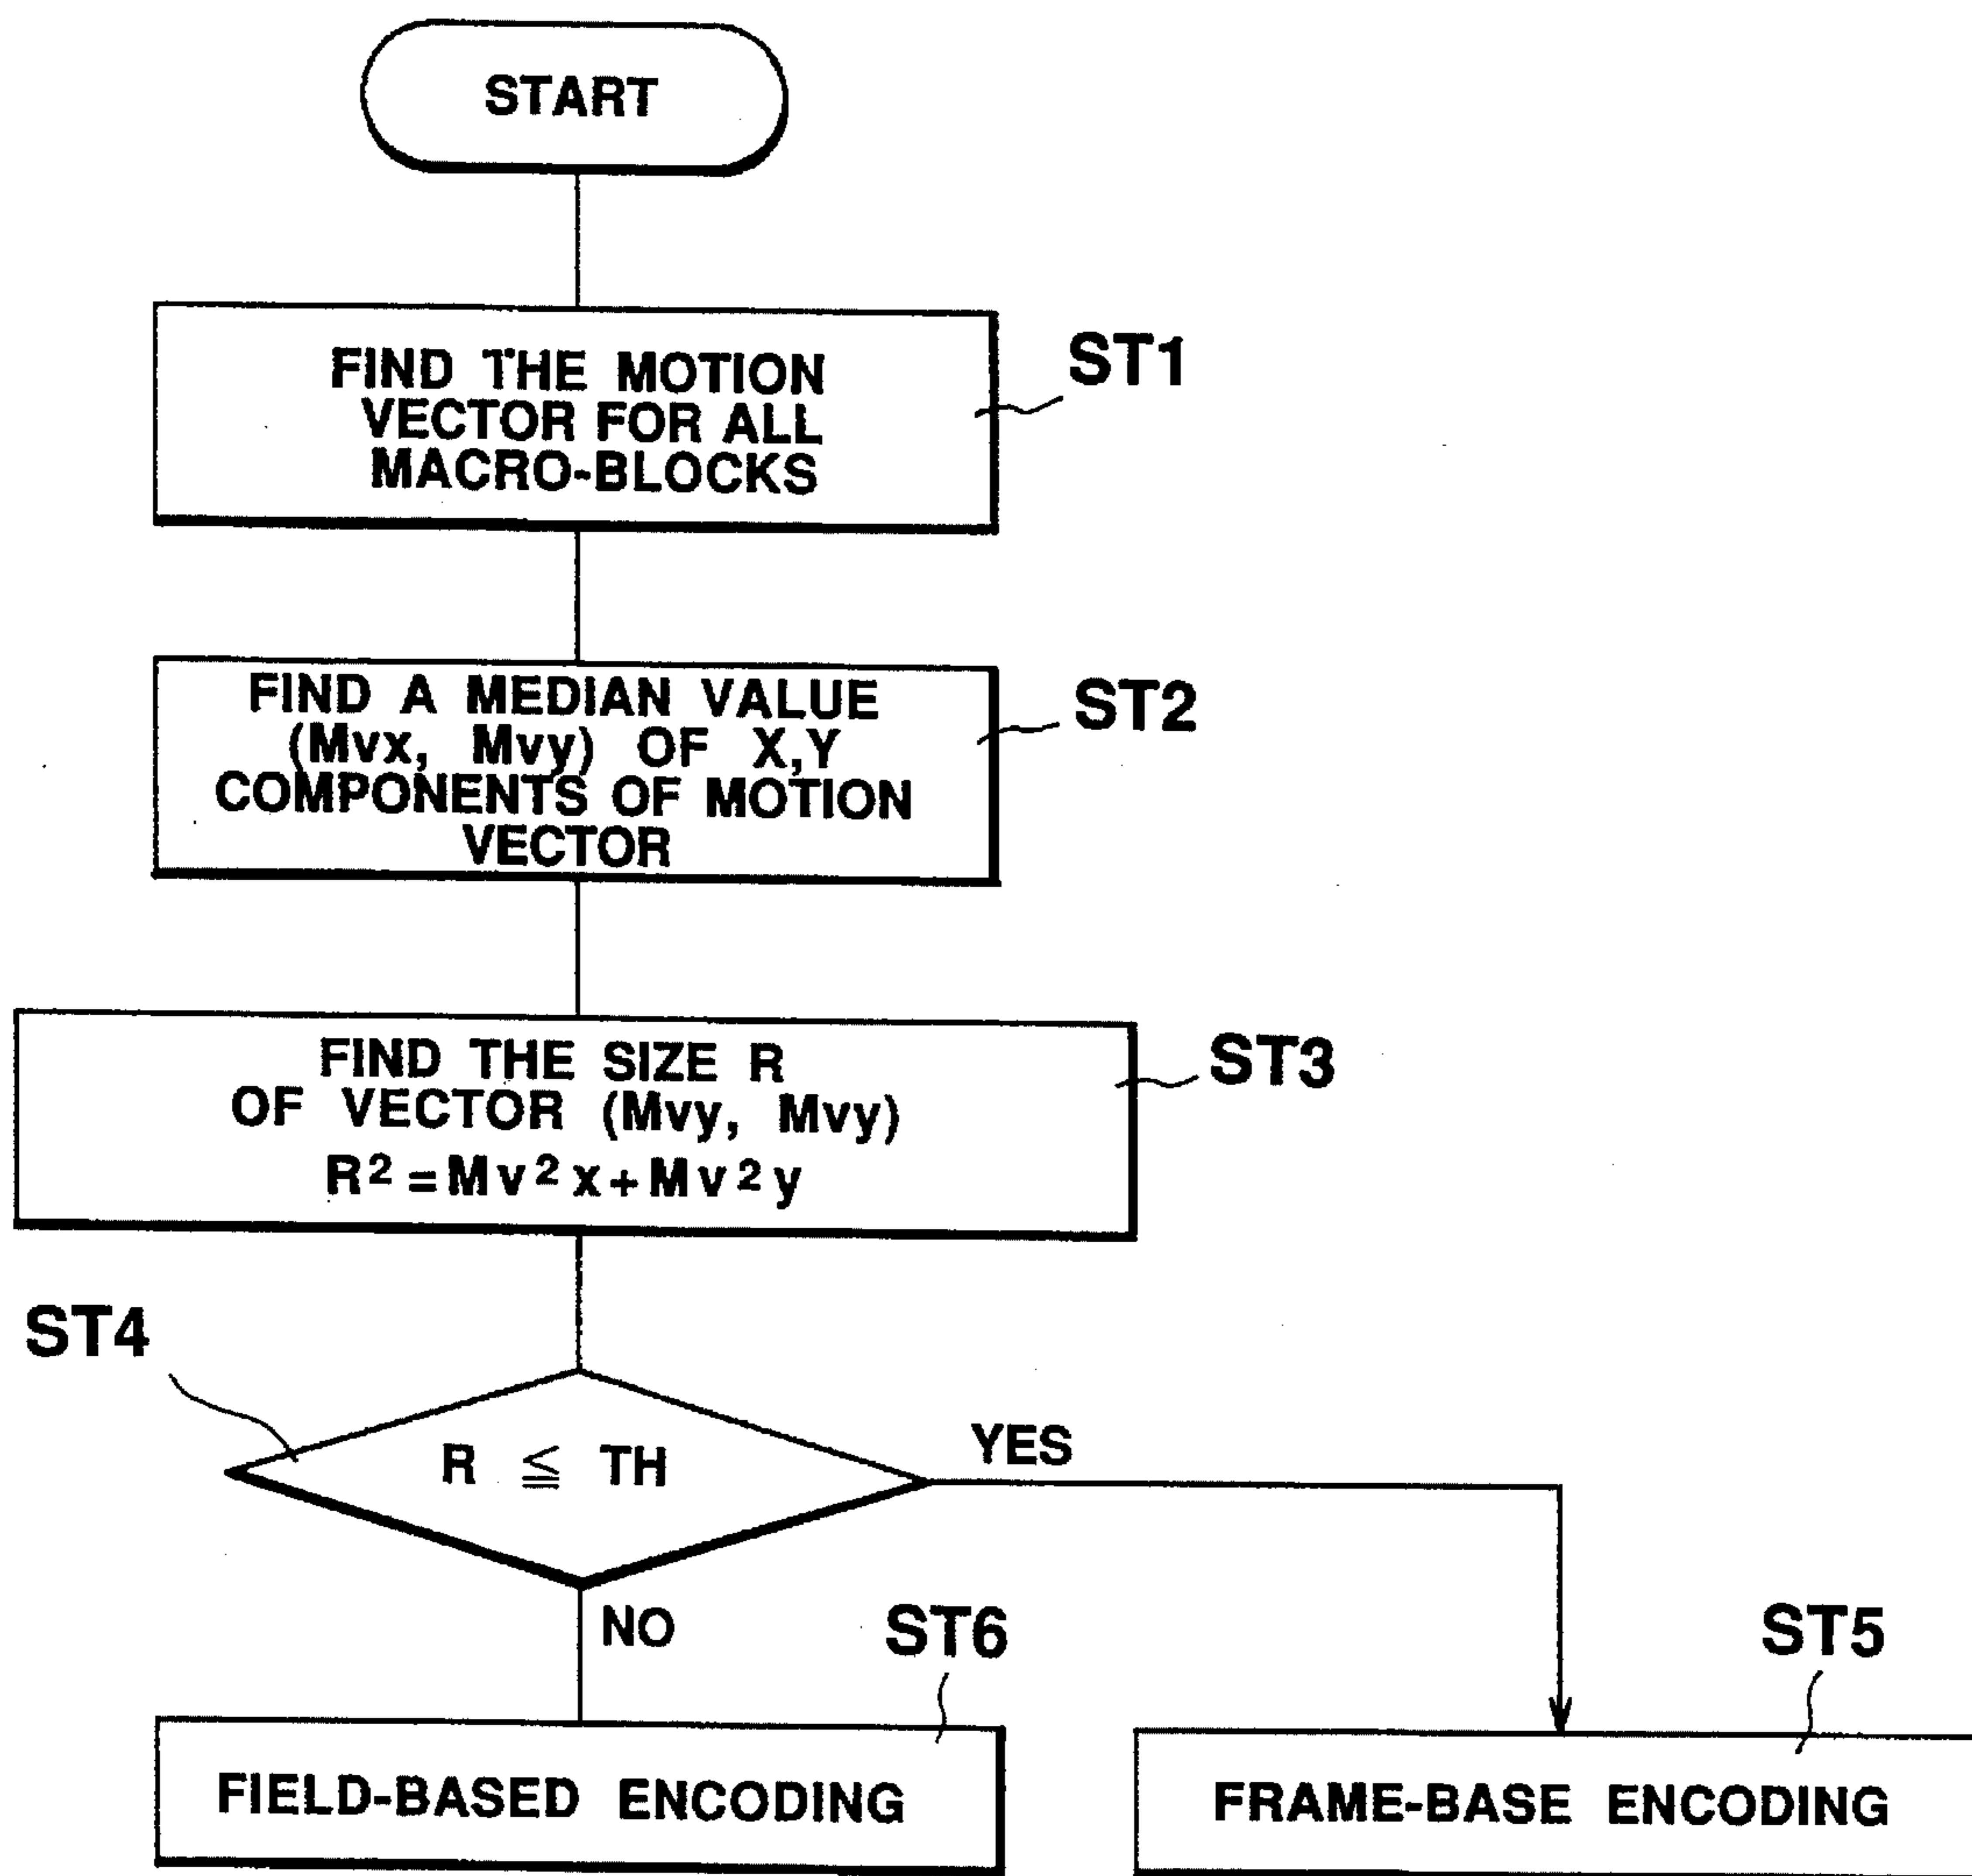 START
FIND THE MOTION
VECTOR FOR ALL
MACRO-BLOCKS
ST1
FIND A MEDIAN VALUE
(Mvx, Mvy) OF X,Y
COMPONENTS OF MOTION
VECTOR
ST2
FIND THE SIZE R
OF VECTOR (Mvy, Mvy)
R² = Mv²x + Mv²y
ST3
ST4
R ≦ TH
YES
NO
ST6
ST5
FIELD-BASED ENCODING
FRAME-BASE ENCODING